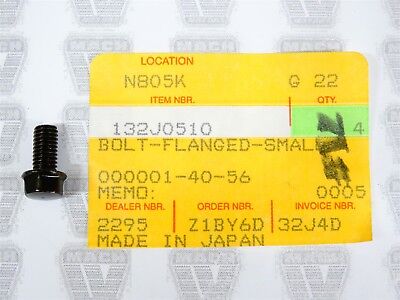 LOCATION
N805K G 22
ITEM NBR. QTY.
132J0510 4
BOLT-FLANGED-SMALL
000001-40-56
MEMO: 0005
DEALER NBR. ORDER NBR. INVOICE NBR.
2295 Z1BY6D 32J4D
MADE IN JAPAN